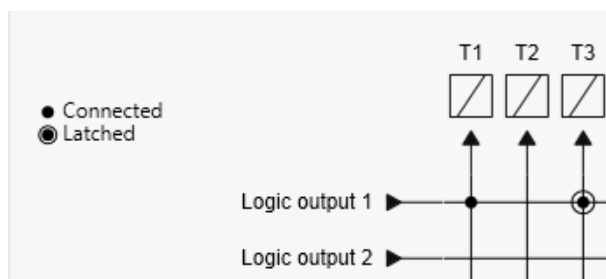 T1 T2 T3
Connected
Latched
Logic output 1
Logic output 2